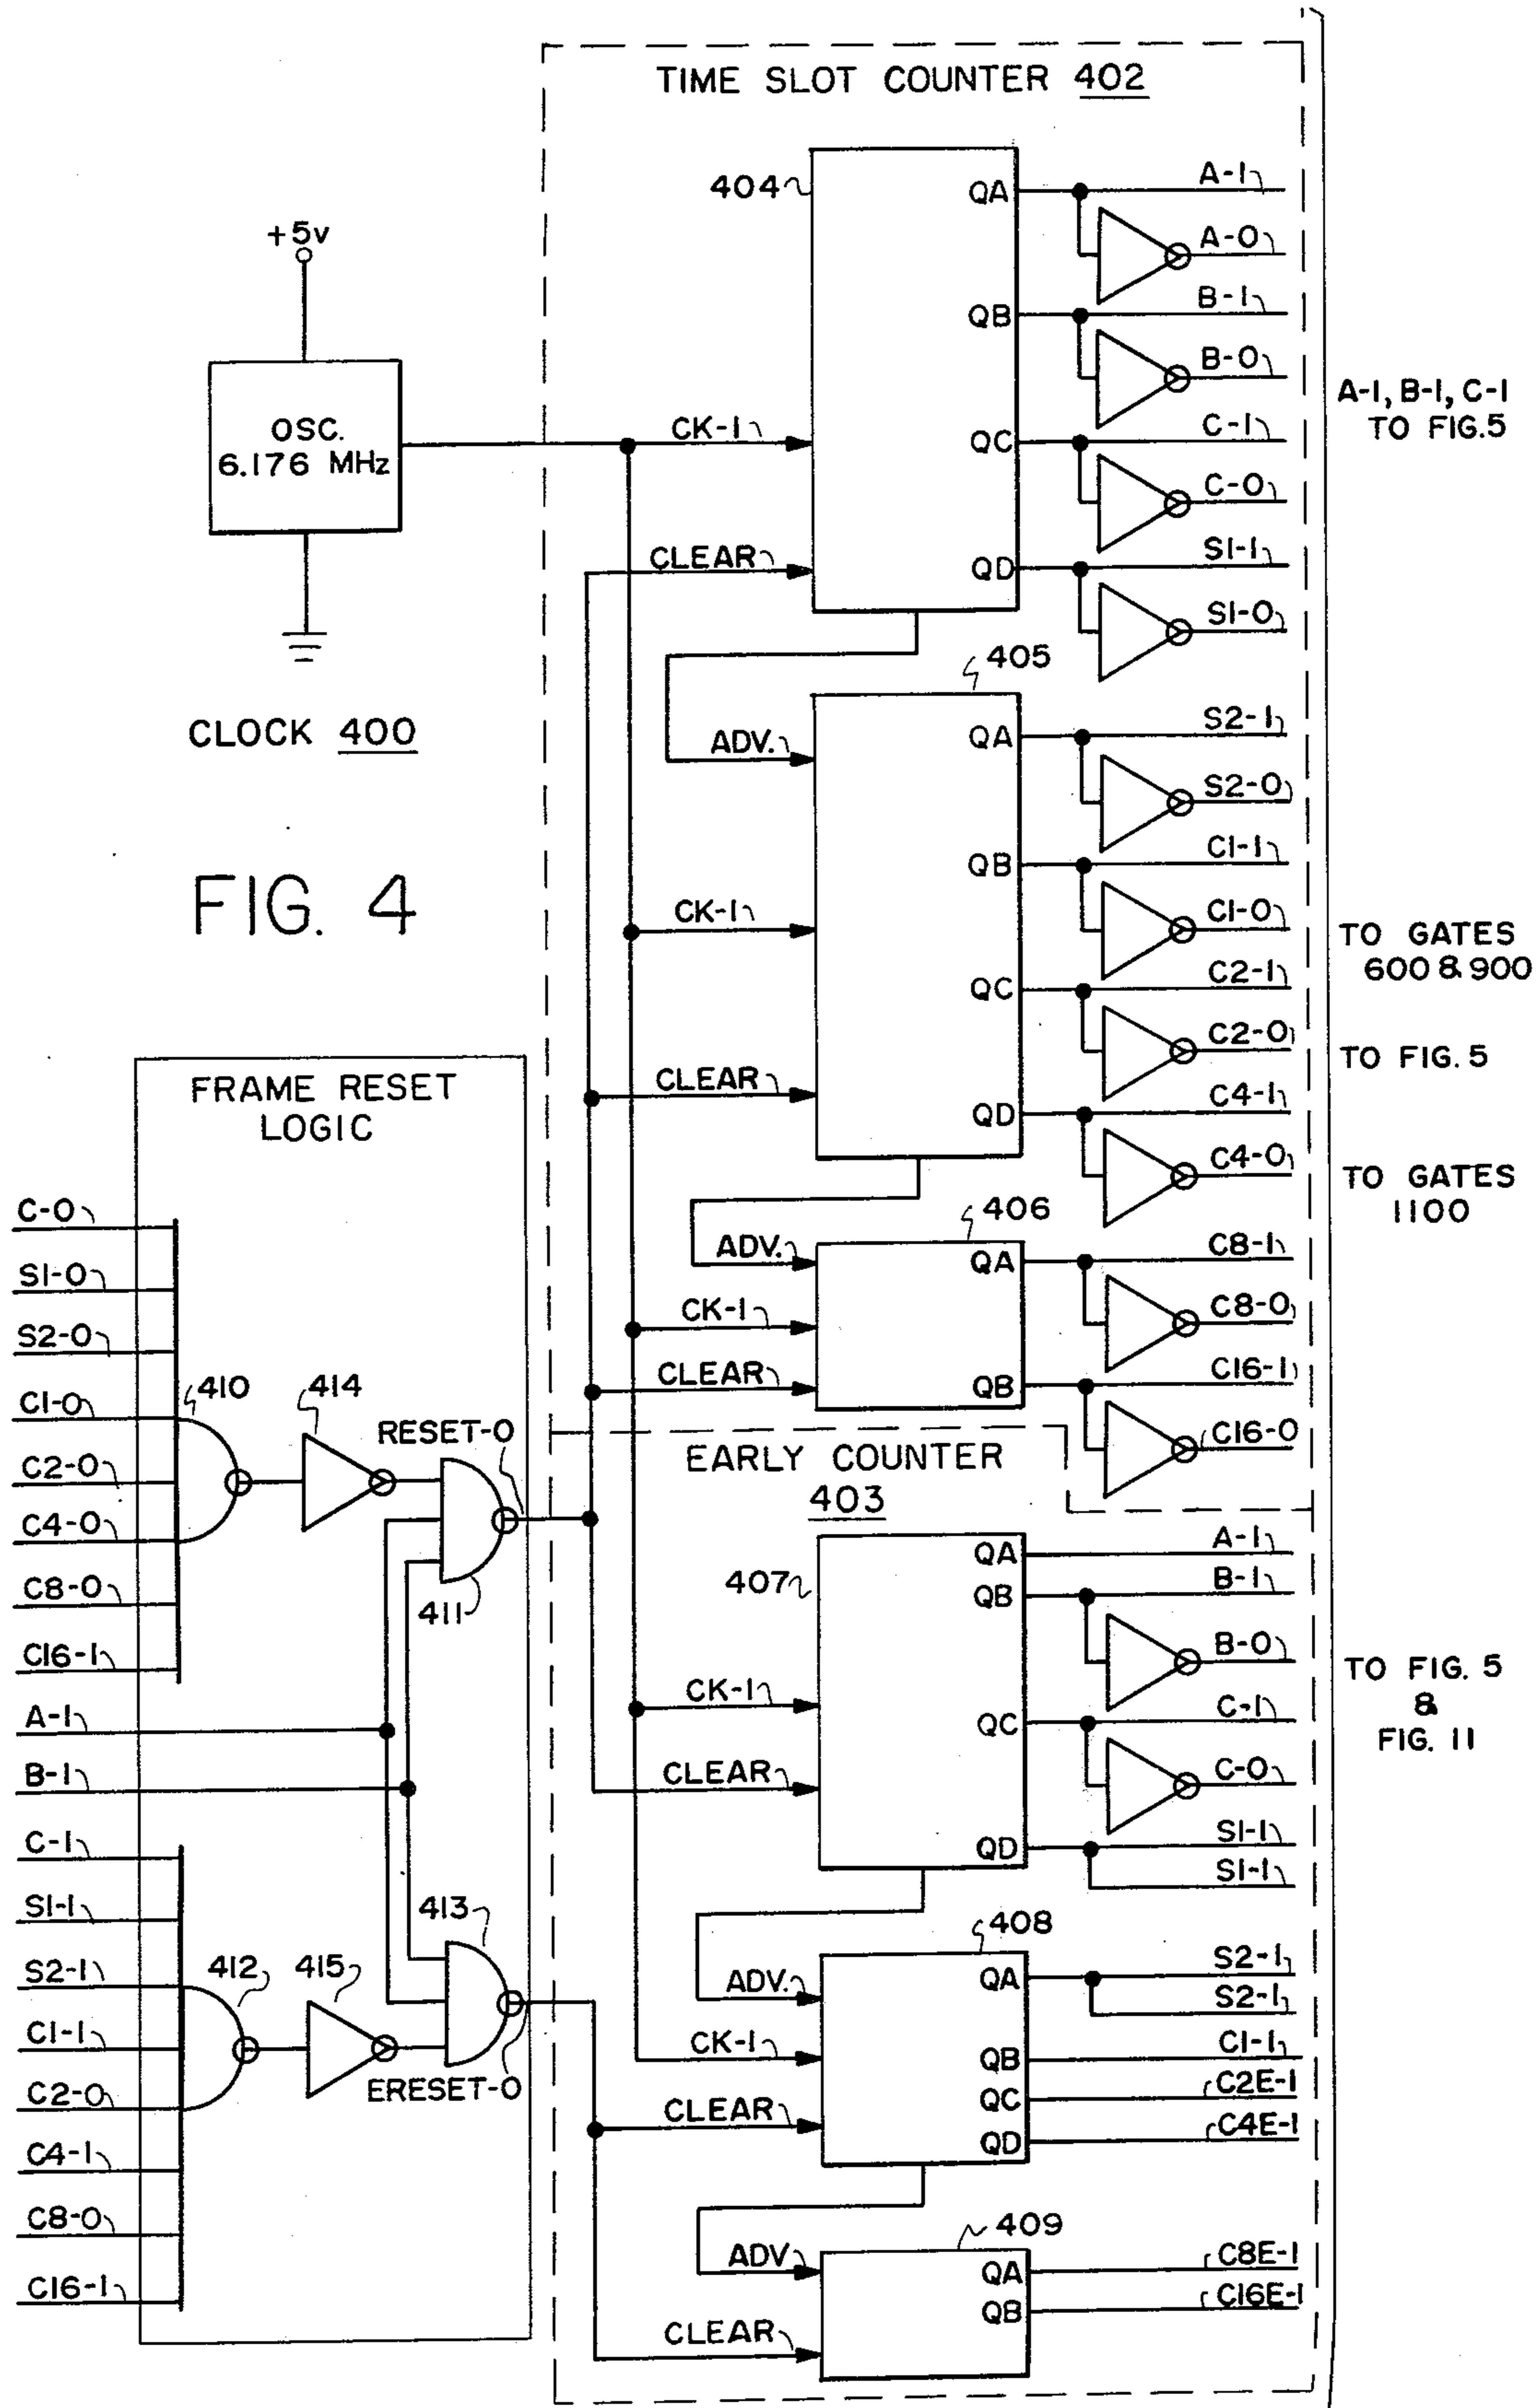 TIME SLOT COUNTER 402
404
QA
A-1
A-0
QB
B-1
B-0
+5v
OSC.
6.176 MHz
CK-1
QC
C-1
C-0
CLEAR
QD
S1-1
S1-0
A-1, B-1, C-1
TO FIG.5
CLOCK 400
FIG. 4
405
ADV.
QA
S2-1
S2-0
QB
C1-1
C1-0
CK-1
QC
C2-1
C2-0
CLEAR
QD
C4-1
C4-0
TO GATES
600 & 900
TO FIG. 5
TO GATES
1100
406
ADV.
QA
C8-1
C8-0
CK-1
CLEAR
QB
C16-1
C16-0
FRAME RESET
LOGIC
C-0
S1-0
S2-0
C1-0
410
414
C2-0
C4-0
C8-0
C16-1
RESET-0
411
A-1
B-1
C-1
S1-1
S2-1
412
415
413
C1-1
C2-0
ERESET-0
C4-1
C8-0
C16-1
EARLY COUNTER
403
407
QA
A-1
QB
B-1
B-0
CK-1
QC
C-1
C-0
CLEAR
QD
S1-1
S1-1
TO FIG. 5
&
FIG. 11
408
ADV.
QA
S2-1
S2-1
CK-1
QB
C1-1
QC
C2E-1
CLEAR
QD
C4E-1
409
ADV
QA
C8E-1
QB
C16E-1
CLEAR